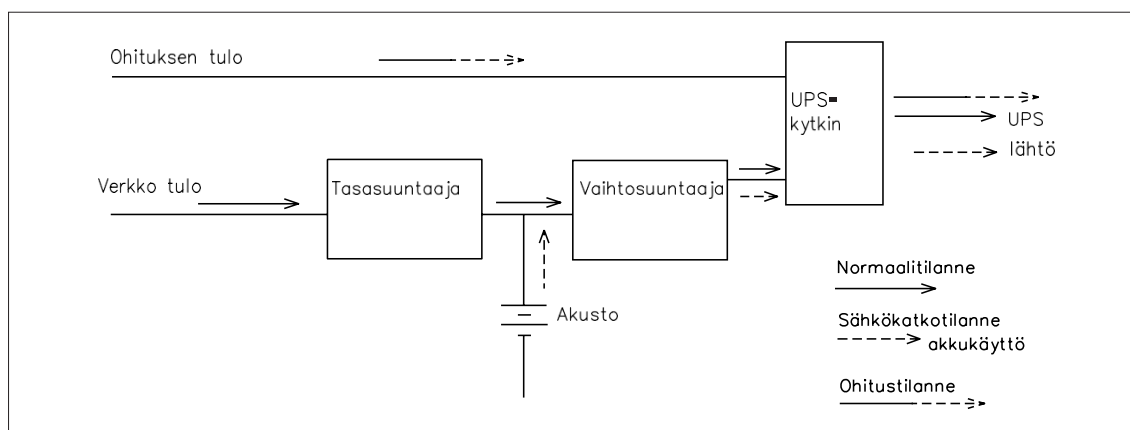 Ohituksen tulo
UPS-
kytkin
UPS
lähtö
Verkko tulo
Tasasuuntaaja
Vaihtosuuntaaja
Akusto
Normaalitilanne
Sähkökatkotilanne
akkukäyttö
Ohitustilanne